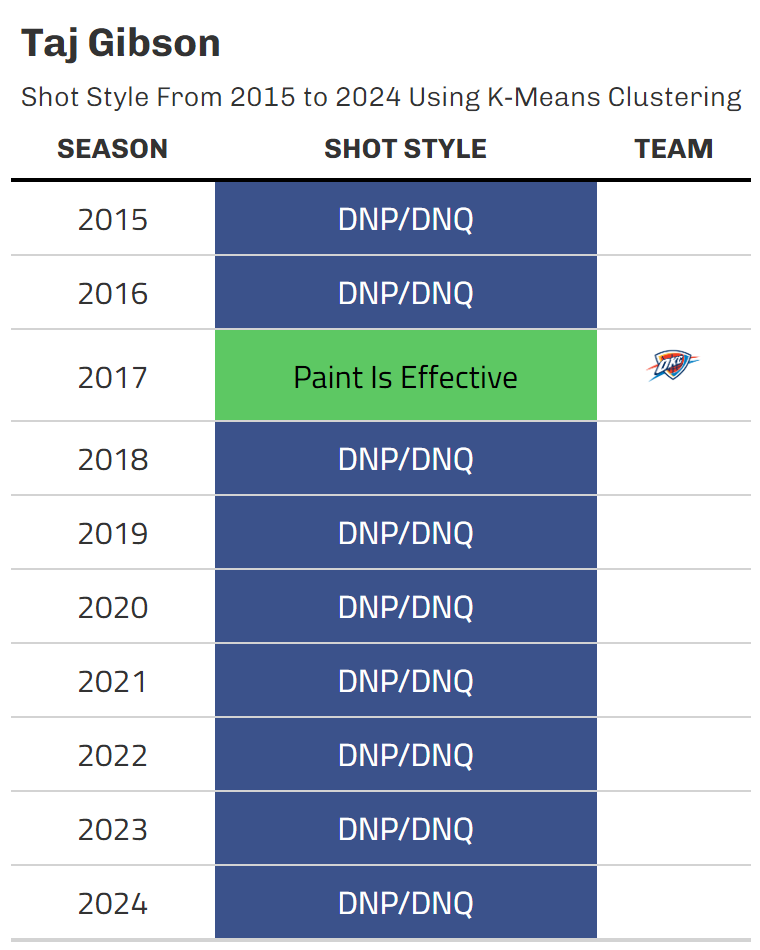 Taj Gibson
Shot Style From 2015 to 2024 Using K-Means Clustering
SEASON SHOT STYLE TEAM
2015 DNP/DNQ
2016 DNP/DNQ
2017 Paint Is Effective OKC
2018 DNP/DNQ
2019 DNP/DNQ
2020 DNP/DNQ
2021 DNP/DNQ
2022 DNP/DNQ
2023 DNP/DNQ
2024 DNP/DNQ